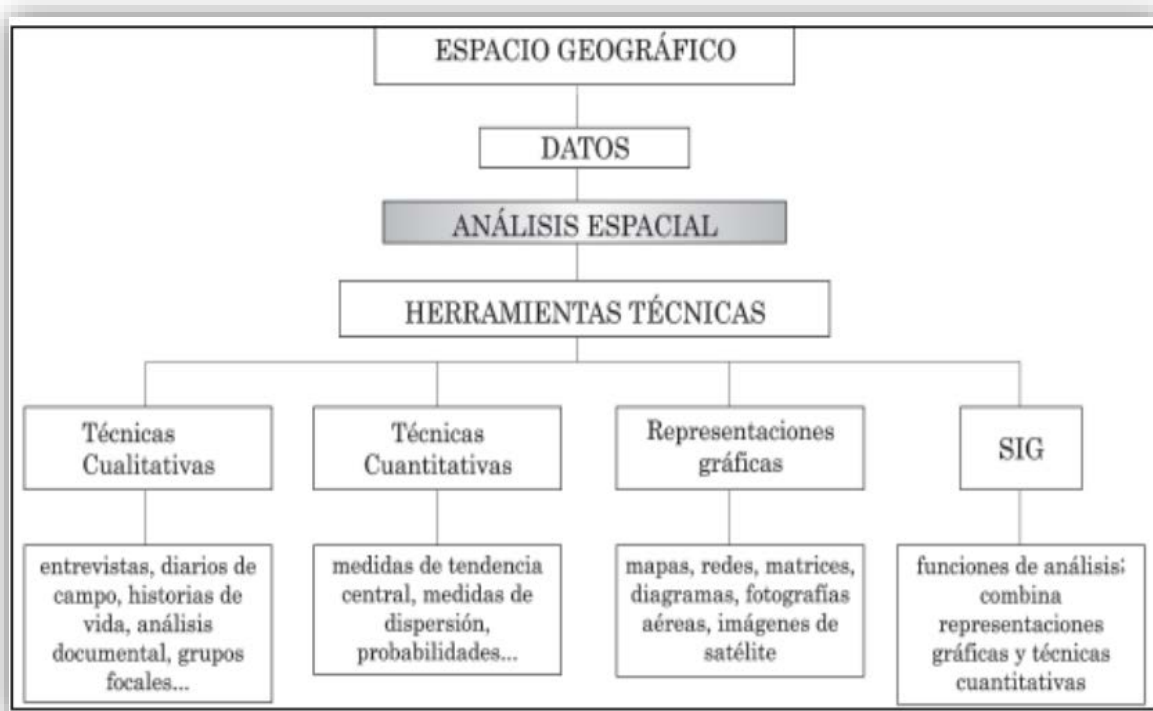 ESPACIO GEOGRÁFICO
DATOS
ANÁLISIS ESPACIAL
HERRAMIENTAS TÉCNICAS
Técnicas
Cualitativas
Técnicas
Cuantitativas
Representaciones
gráficas
SIG
entrevistas, diarios de
campo, historias de
vida, análisis
documental, grupos
focales...
medidas de tendencia
central, medidas de
dispersión,
probabilidades...
mapas, redes, matrices,
diagramas, fotografías
aéreas, imágenes de
satélite
funciones de análisis;
combina
representaciones
gráficas y técnicas
cuantitativas